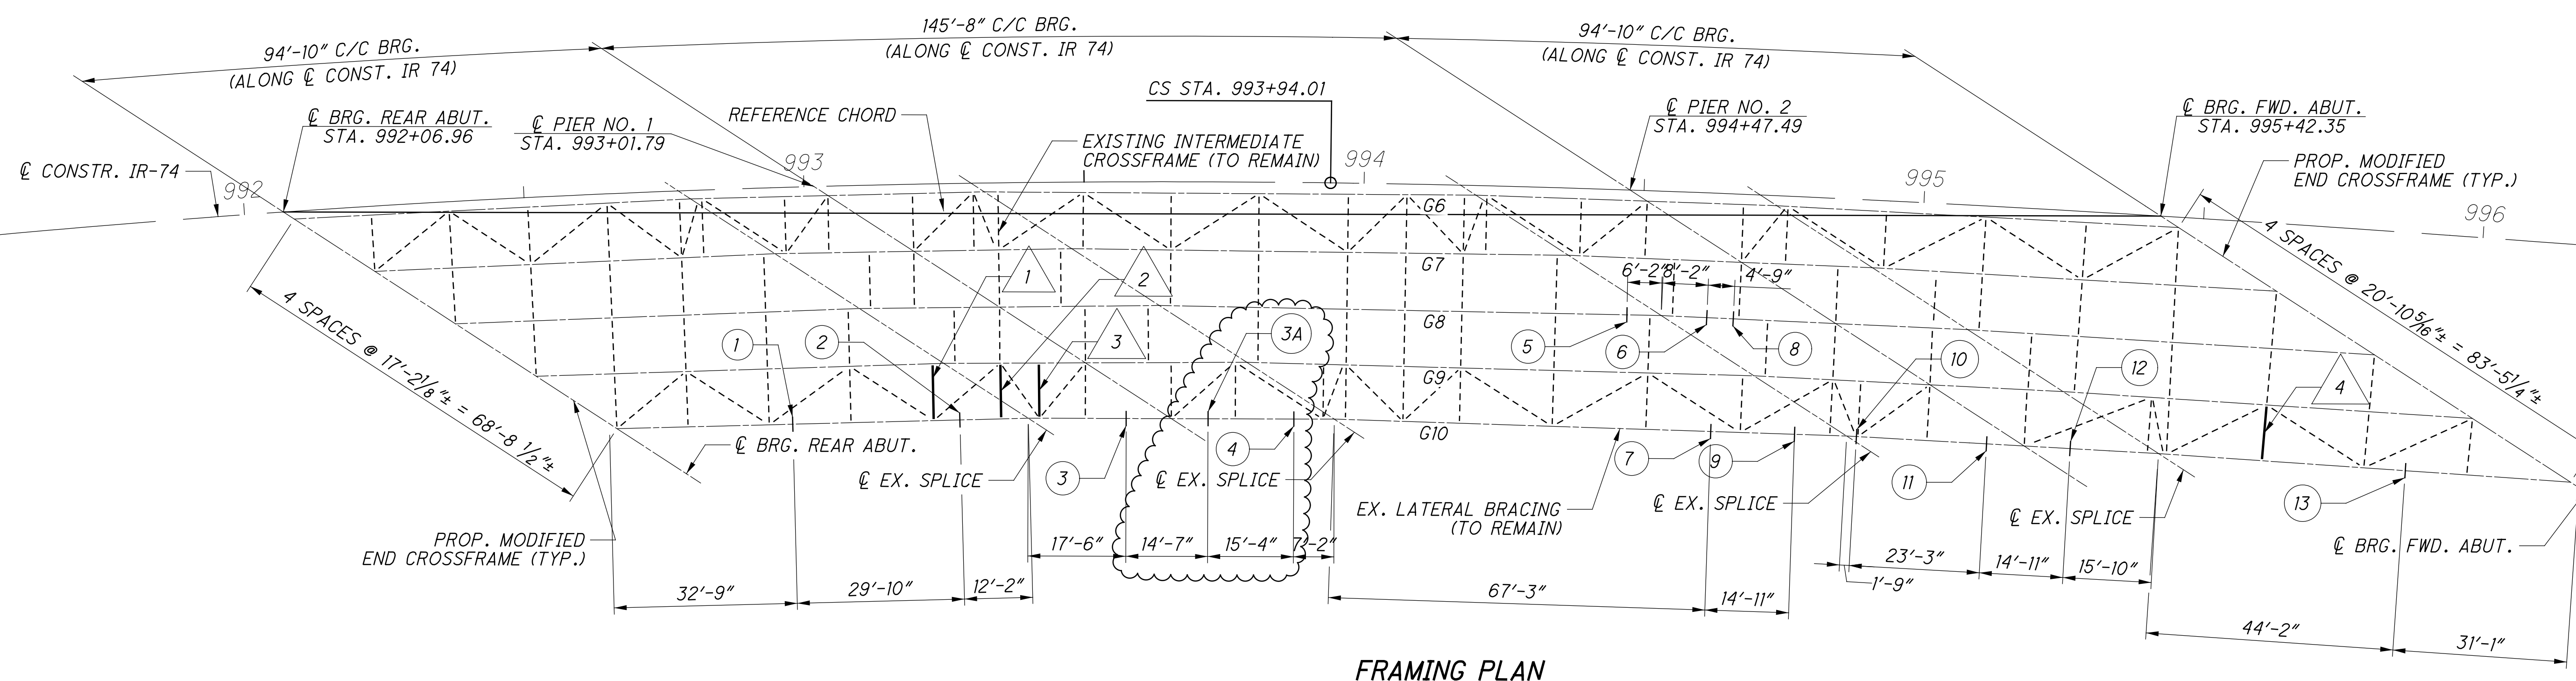 145'-8" C/C BRG.
(ALONG ℄ CONST. IR 74)
94'-10" C/C BRG.
(ALONG ℄ CONST. IR 74)
94'-10" C/C BRG.
(ALONG ℄ CONST. IR 74)
CS STA. 993+94.01
℄ BRG. REAR ABUT.
STA. 992+06.96
℄ PIER NO. 1
STA. 993+01.79
REFERENCE CHORD
EXISTING INTERMEDIATE
CROSSFRAME (TO REMAIN)
℄ PIER NO. 2
STA. 994+47.49
℄ BRG. FWD. ABUT.
STA. 995+42.35
PROP. MODIFIED
END CROSSFRAME (TYP.)
℄ CONSTR. IR-74
992
993
994
995
996
G6
G7
G8
G9
G10
4 SPACES @ 17'-2 1/8"± = 68'-8 1/2"±
4 SPACES @ 20'-10 5/16"± = 83'-5 1/4"±
6'-2"
8'-2"
4'-9"
1
2
3
4
1
2
3
3A
4
5
6
7
8
9
10
11
12
13
℄ BRG. REAR ABUT.
℄ EX. SPLICE
℄ EX. SPLICE
EX. LATERAL BRACING
(TO REMAIN)
℄ EX. SPLICE
℄ EX. SPLICE
℄ BRG. FWD. ABUT.
PROP. MODIFIED
END CROSSFRAME (TYP.)
17'-6"
14'-7"
15'-4"
7'-2"
32'-9"
29'-10"
12'-2"
67'-3"
14'-11"
1'-9"
23'-3"
14'-11"
15'-10"
44'-2"
31'-1"
FRAMING PLAN